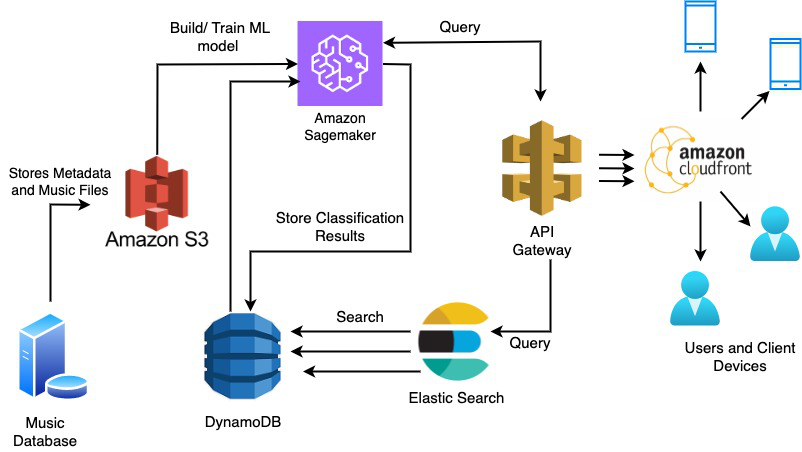 Build/ Train ML
model
Query
Amazon
Sagemaker
Stores Metadata
and Music Files
Amazon S3
amazon
cloudfront
Store Classification
Results
API
Gateway
Search
Query
Users and Client
Devices
Elastic Search
DynamoDB
Music
Database